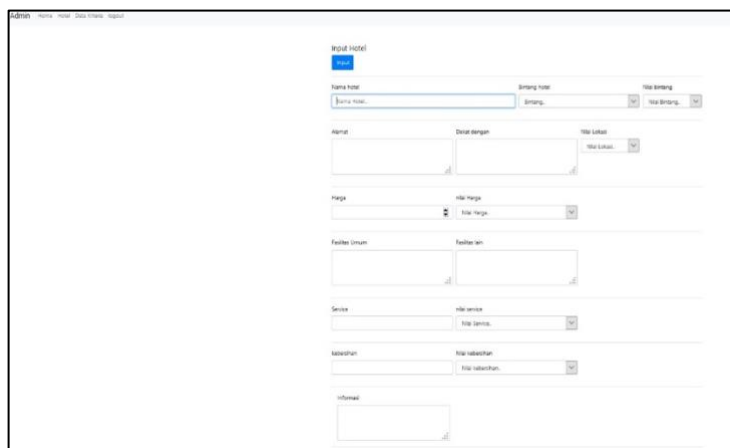 Admin Home Hotel Data Kriteria logout
Input Hotel
Input
Nama hotel Bintang hotel Nilai Bintang
Nama Hotel.. Bintang.. Nilai Bintang..
Alamat Dekat dengan Nilai Lokasi
Nilai Lokasi..
Harga nilai Harga
Nilai Harga..
Fasilitas Umum Fasilitas lain
Service nilai service
Nilai Service..
kebersihan Nilai kebersihan
Nilai kebersihan..
Informasi